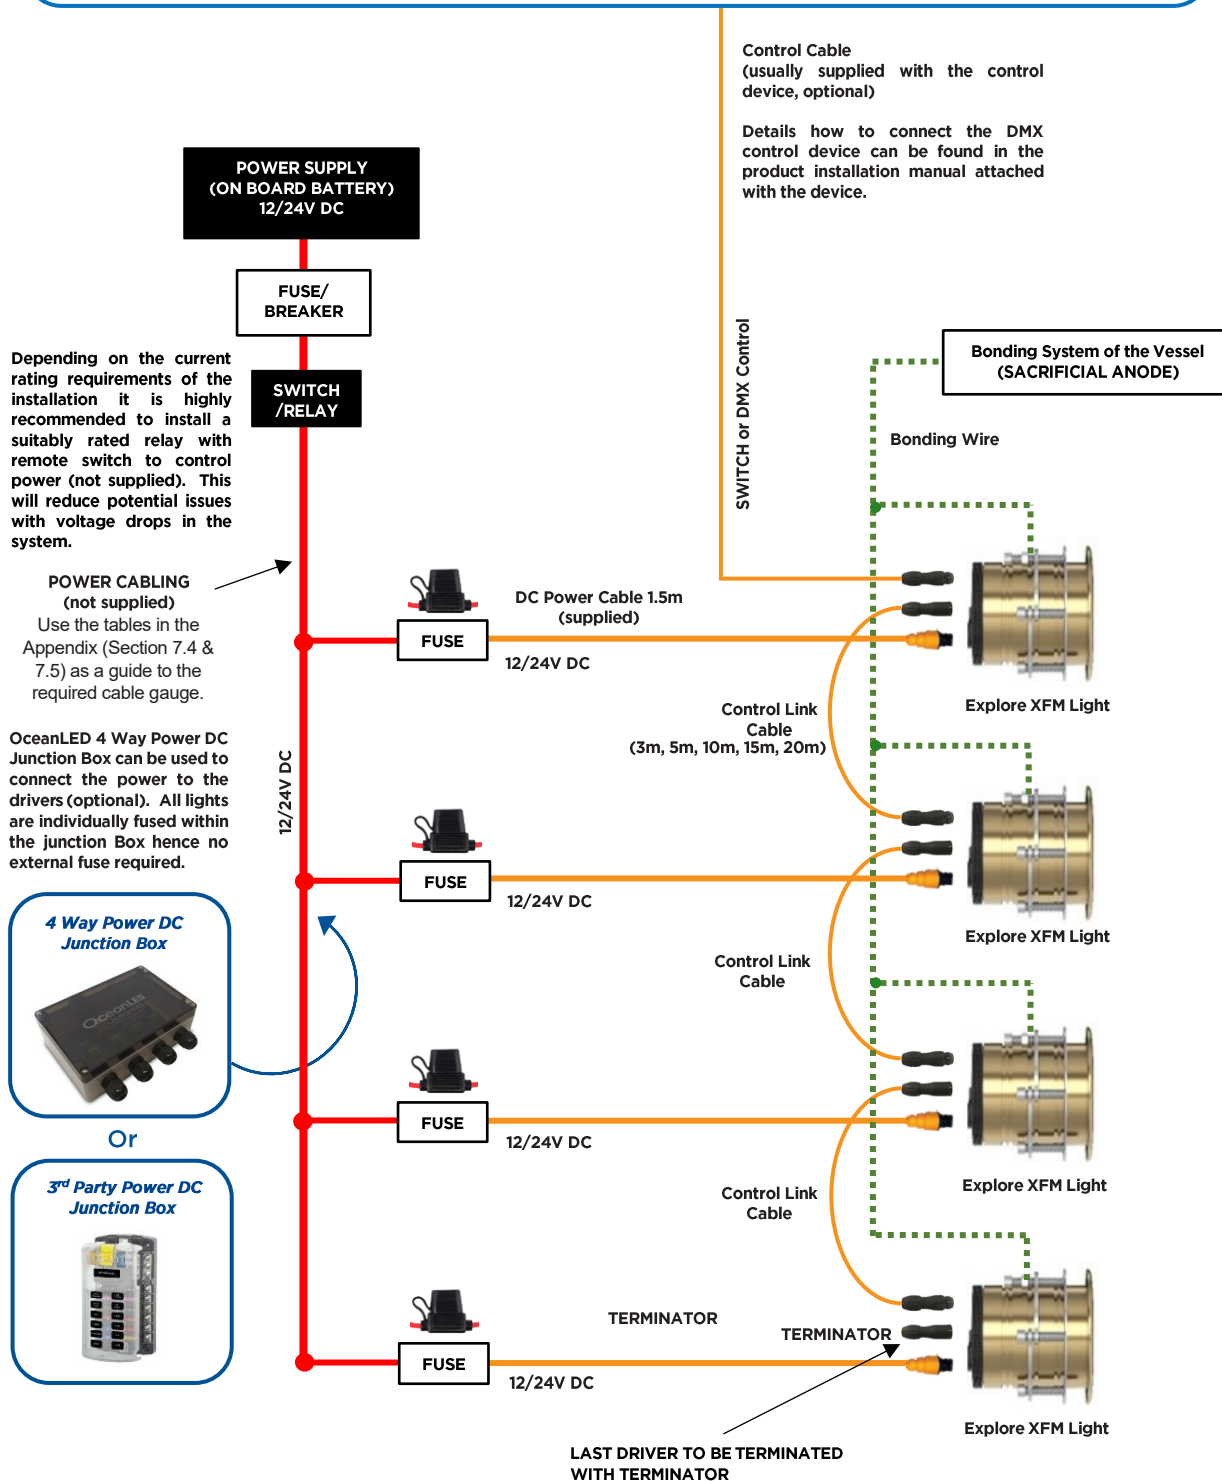 Control Cable
(usually supplied with the control
device, optional)
Details how to connect the DMX
control device can be found in the
product installation manual attached
with the device.
POWER SUPPLY
(ON BOARD BATTERY)
12/24V DC
FUSE/
BREAKER
SWITCH
/RELAY
Depending on the current
rating requirements of the
installation it is highly
recommended to install a
suitably rated relay with
remote switch to control
power (not supplied). This
will reduce potential issues
with voltage drops in the
system.
SWITCH or DMX Control
Bonding System of the Vessel
(SACRIFICIAL ANODE)
Bonding Wire
POWER CABLING
(not supplied)
Use the tables in the
Appendix (Section 7.4 &
7.5) as a guide to the
required cable gauge.
FUSE
DC Power Cable 1.5m
(supplied)
12/24V DC
Explore XFM Light
Control Link
Cable
(3m, 5m, 10m, 15m, 20m)
OceanLED 4 Way Power DC
Junction Box can be used to
connect the power to the
drivers (optional). All lights
are individually fused within
the junction Box hence no
external fuse required.
12/24V DC
FUSE
12/24V DC
Explore XFM Light
4 Way Power DC
Junction Box
OceanLED
Control Link
Cable
FUSE
12/24V DC
Explore XFM Light
Or
3rd Party Power DC
Junction Box
Control Link
Cable
TERMINATOR
TERMINATOR
FUSE
12/24V DC
Explore XFM Light
LAST DRIVER TO BE TERMINATED
WITH TERMINATOR